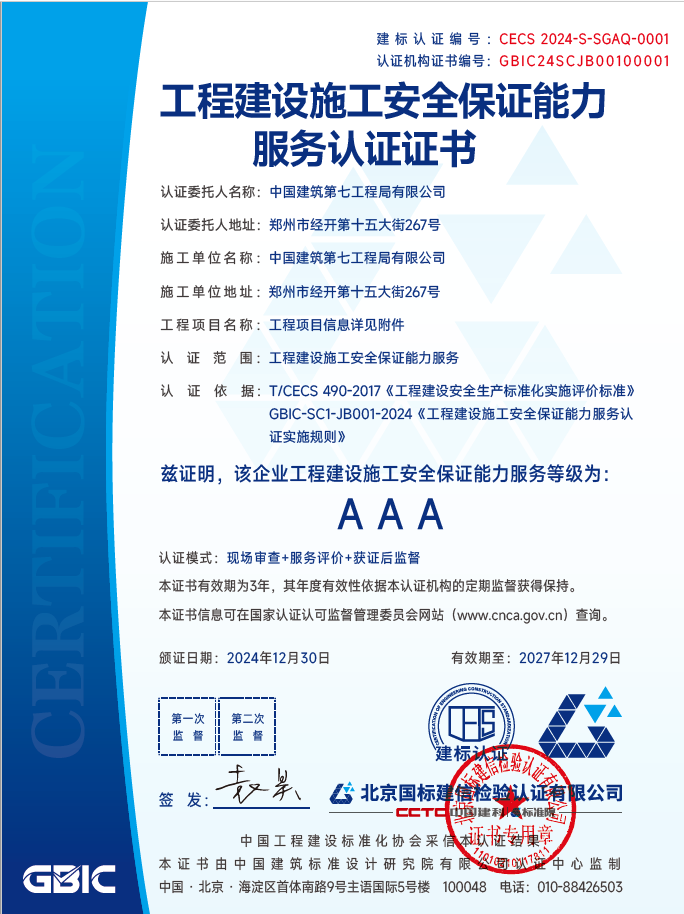 建标认证编号：CECS 2024-S-SGAQ-0001
认证机构证书编号：GBIC24SCJB00100001
工程建设施工安全保证能力
服务认证证书
认证委托人名称：中国建筑第七工程局有限公司
认证委托人地址：郑州市经开第十五大街267号
施工单位名称：中国建筑第七工程局有限公司
施工单位地址：郑州市经开第十五大街267号
工程项目名称：工程项目信息详见附件
认证范围：工程建设施工安全保证能力服务
认证依据：T/CECS 490-2017《工程建设安全生产标准化实施评价标准》
GBIC-SC1-JB001-2024《工程建设施工安全保证能力服务认
证实施规则》
兹证明，该企业工程建设施工安全保证能力服务等级为：
AAA
认证模式：现场审查+服务评价+获证后监督
本证书有效期为3年，其年度有效性依据本认证机构的定期监督获得保持。
本证书信息可在国家认证认可监督管理委员会网站（www.cnca.gov.cn）查询。
颁证日期：2024年12月30日 有效期至：2027年12月29日
CERTIFICATION
第一次 第二次
监督 监督
建标认证
签发：
北京国标建信检验认证有限公司
CCTC
证书专用章
中国工程建设标准化协会采信本认证结果
本证书由中国建筑标准设计研究院有限公司认证中心监制
中国·北京·海淀区首体南路9号主语国际5号楼 100048 电话：010-88426503
GBIC